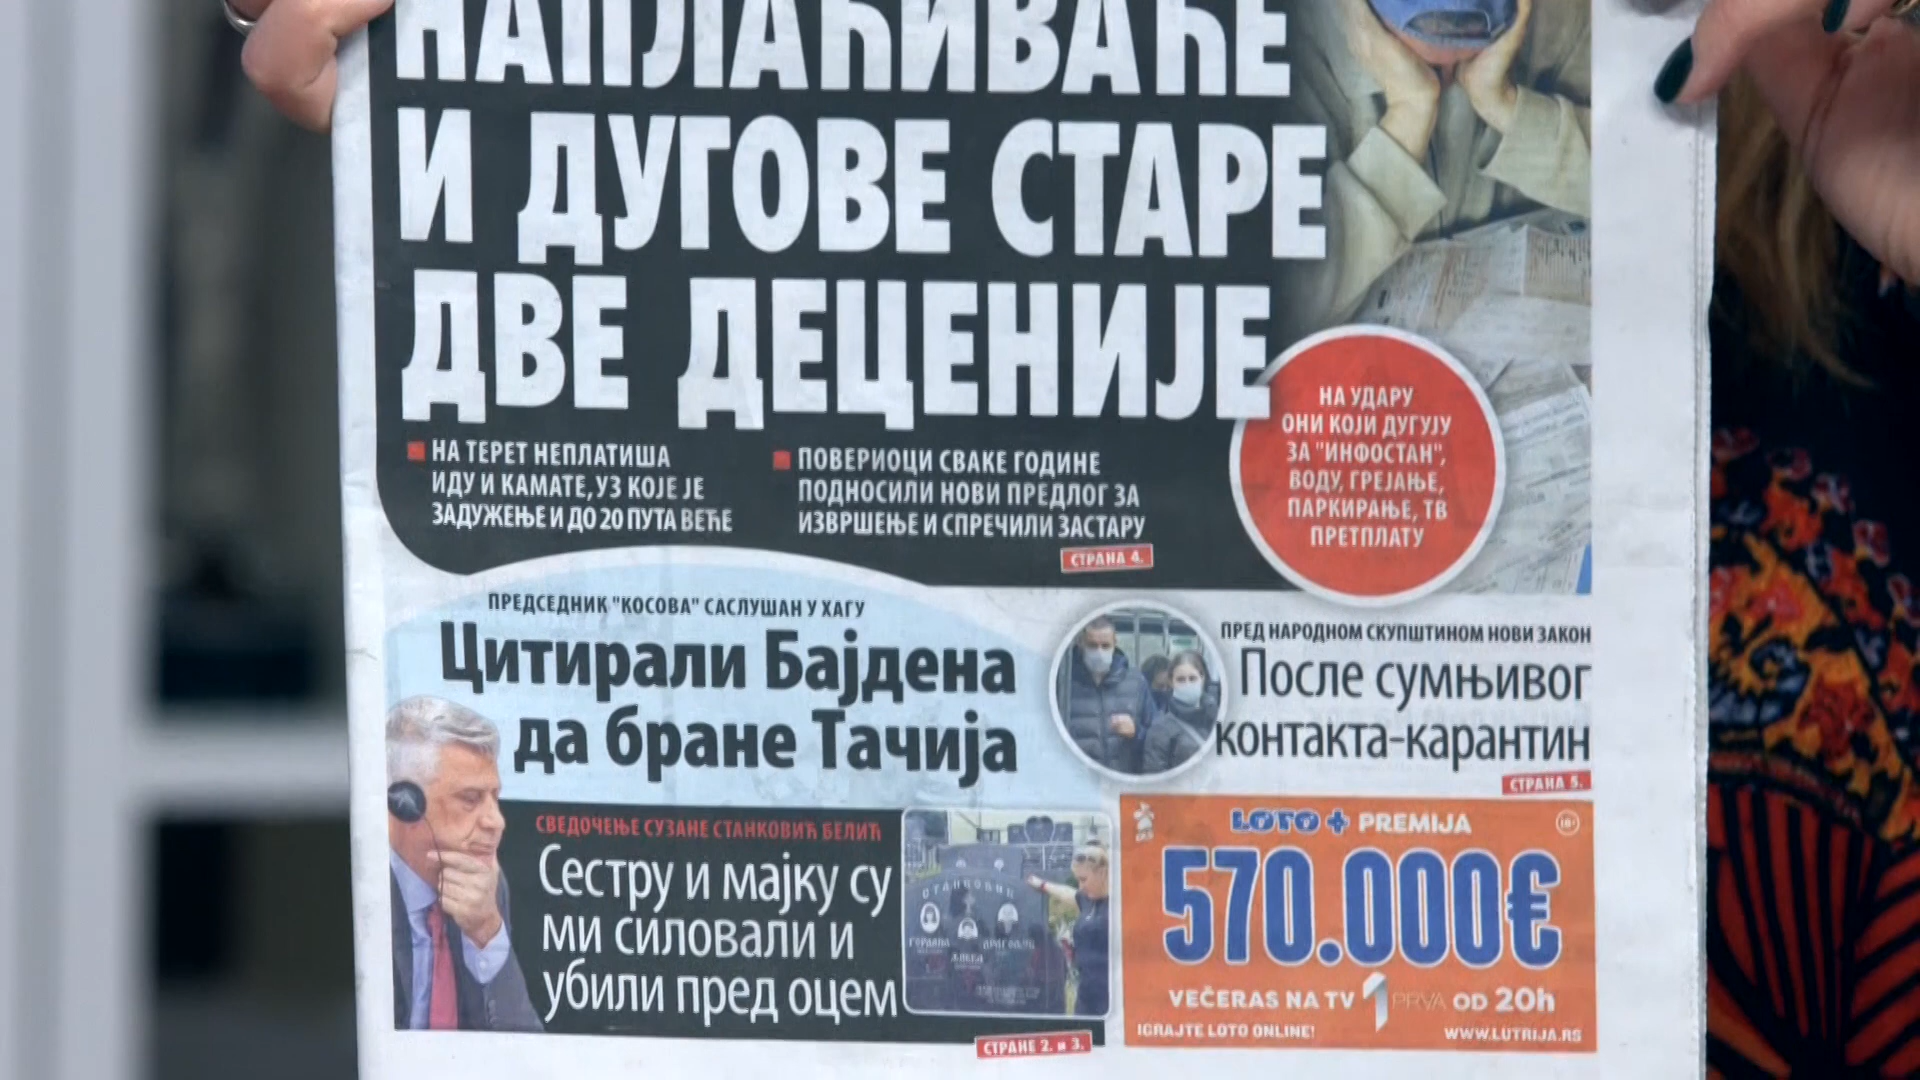 НАПЛАЋИВАЋЕ
И ДУГОВЕ СТАРЕ
ДВЕ ДЕЦЕНИЈЕ
НА ТЕРЕТ НЕПЛАТИША
ИДУ И КАМАТЕ, УЗ КОЈЕ ЈЕ
ЗАДУЖЕЊЕ И ДО 20 ПУТА ВЕЋЕ
ПОВЕРИОЦИ СВАКЕ ГОДИНЕ
ПОДНОСИЛИ НОВИ ПРЕДЛОГ ЗА
ИЗВРШЕЊЕ И СПРЕЧИЛИ ЗАСТАРУ
СТРАНА 4.
НА УДАРУ
ОНИ КОЈИ ДУГУЈУ
ЗА "ИНФОСТАН",
ВОДУ, ГРЕЈАЊЕ,
ПАРКИРАЊЕ, ТВ
ПРЕТПЛАТУ
ПРЕДСЕДНИК "КОСОВА" САСЛУШАН У ХАГУ
Цитирали Бајдена
да бране Тачија
ПРЕД НАРОДНОМ СКУПШТИНОМ НОВИ ЗАКОН
После сумњивог
контакта-карантин
СТРАНА 5.
СВЕДОЧЕЊЕ СУЗАНЕ СТАНКОВИЋ БЕЛИЋ
Сестру и мајку су
ми силовали и
убили пред оцем
СТАНКОВИЋ
ГОРДАНА
СТРАНЕ 2. и 3.
LOTO + PREMIJA
18+
570.000€
VEČERAS NA TV 1 PRVA OD 20h
IGRAJTE LOTO ONLINE!
WWW.LUTRIJA.RS